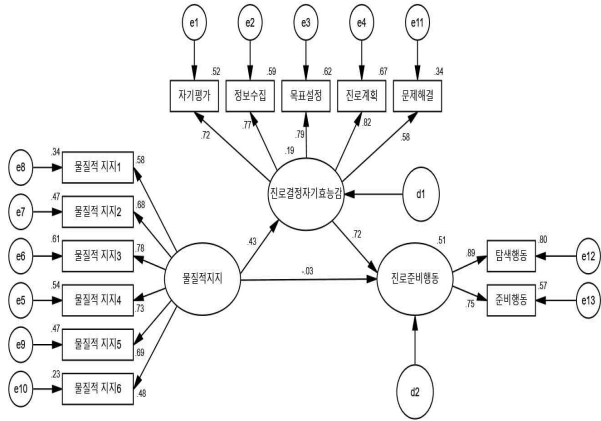 e1
e2
e3
e4
e11
.52
.59
.62
.67
.34
자기평가
정보수집
목표설정
진로계획
문제해결
.72
.77
.79
.82
.58
.19
진로결정자기효능감
d1
e8
.34
물질적 지지1
.58
e7
.47
물질적 지지2
.68
e6
.61
물질적 지지3
.78
e5
.54
물질적 지지4
.73
e9
.47
물질적 지지5
.69
e10
.23
물질적 지지6
.48
물질적지지
.43
.72
-.03
.51
진로준비행동
.89
.80
탐색행동
e12
.75
.57
준비행동
e13
d2